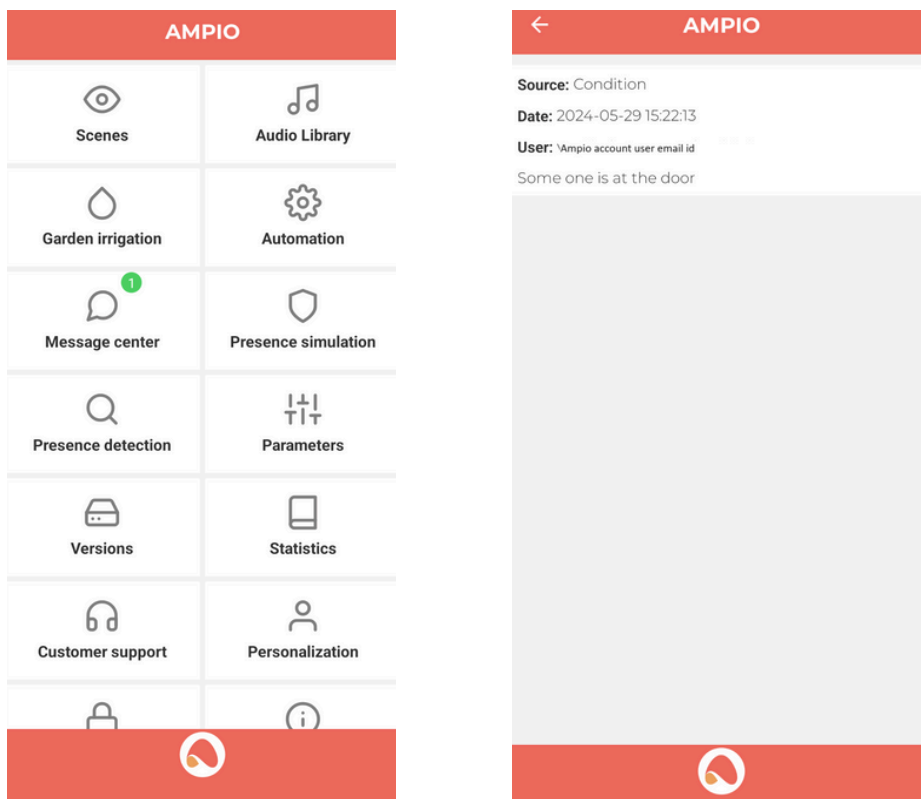 AMPIO
Scenes
Audio Library
Garden irrigation
Automation
1
Message center
Presence simulation
Presence detection
Parameters
Versions
Statistics
Customer support
Personalization
AMPIO
Source: Condition
Date: 2024-05-29 15:22:13
User: \Ampio account user email id
Some one is at the door